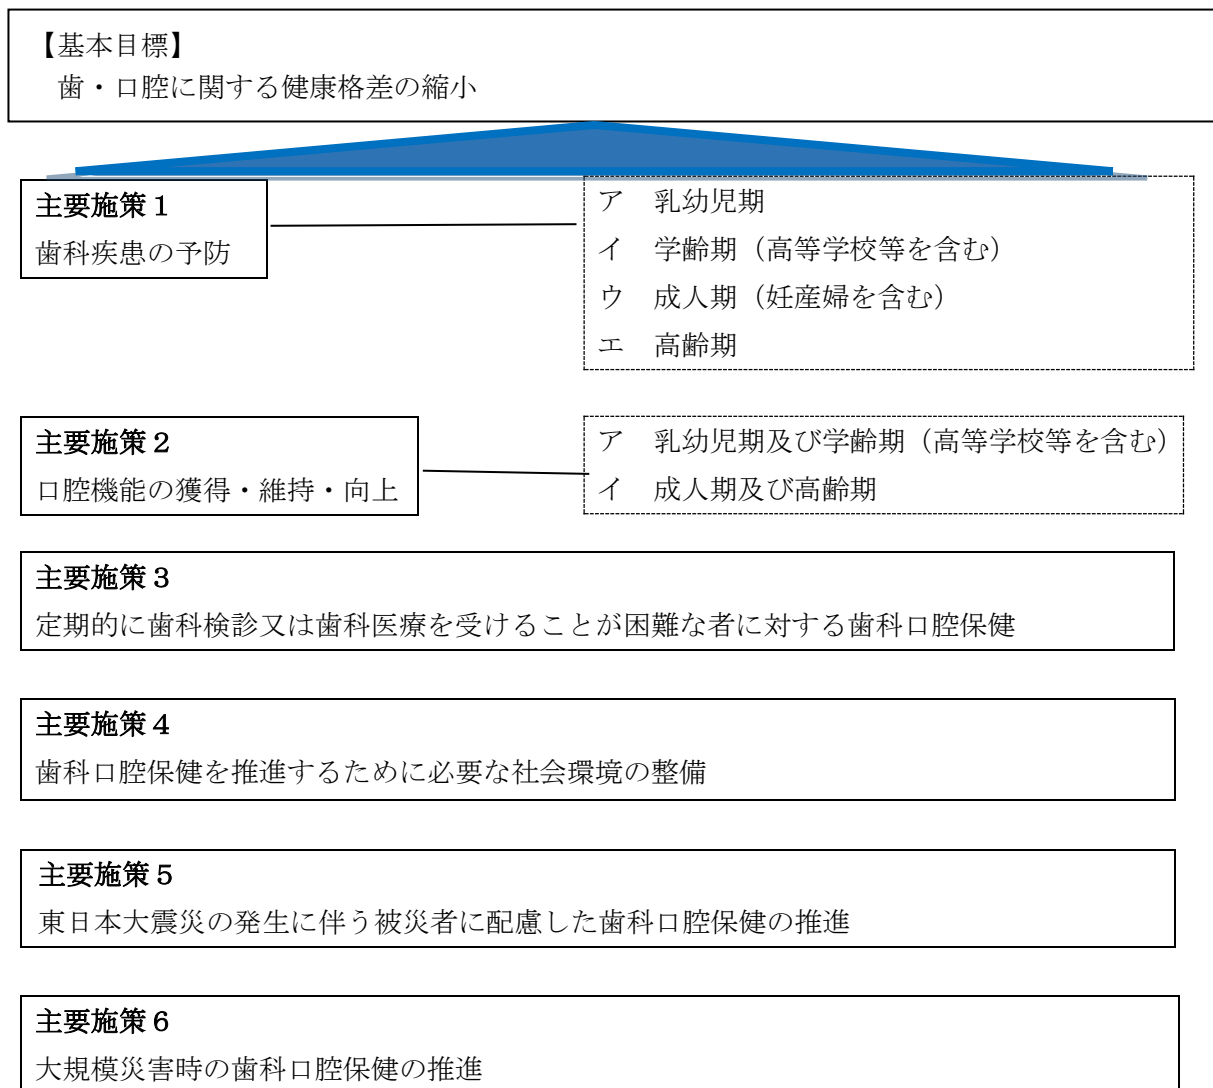 【基本目標】
歯・口腔に関する健康格差の縮小
主要施策１
歯科疾患の予防
ア　乳幼児期
イ　学齢期（高等学校等を含む）
ウ　成人期（妊産婦を含む）
エ　高齢期
主要施策２
口腔機能の獲得・維持・向上
ア　乳幼児期及び学齢期（高等学校等を含む）
イ　成人期及び高齢期
主要施策３
定期的に歯科検診又は歯科医療を受けることが困難な者に対する歯科口腔保健
主要施策４
歯科口腔保健を推進するために必要な社会環境の整備
主要施策５
東日本大震災の発生に伴う被災者に配慮した歯科口腔保健の推進
主要施策６
大規模災害時の歯科口腔保健の推進